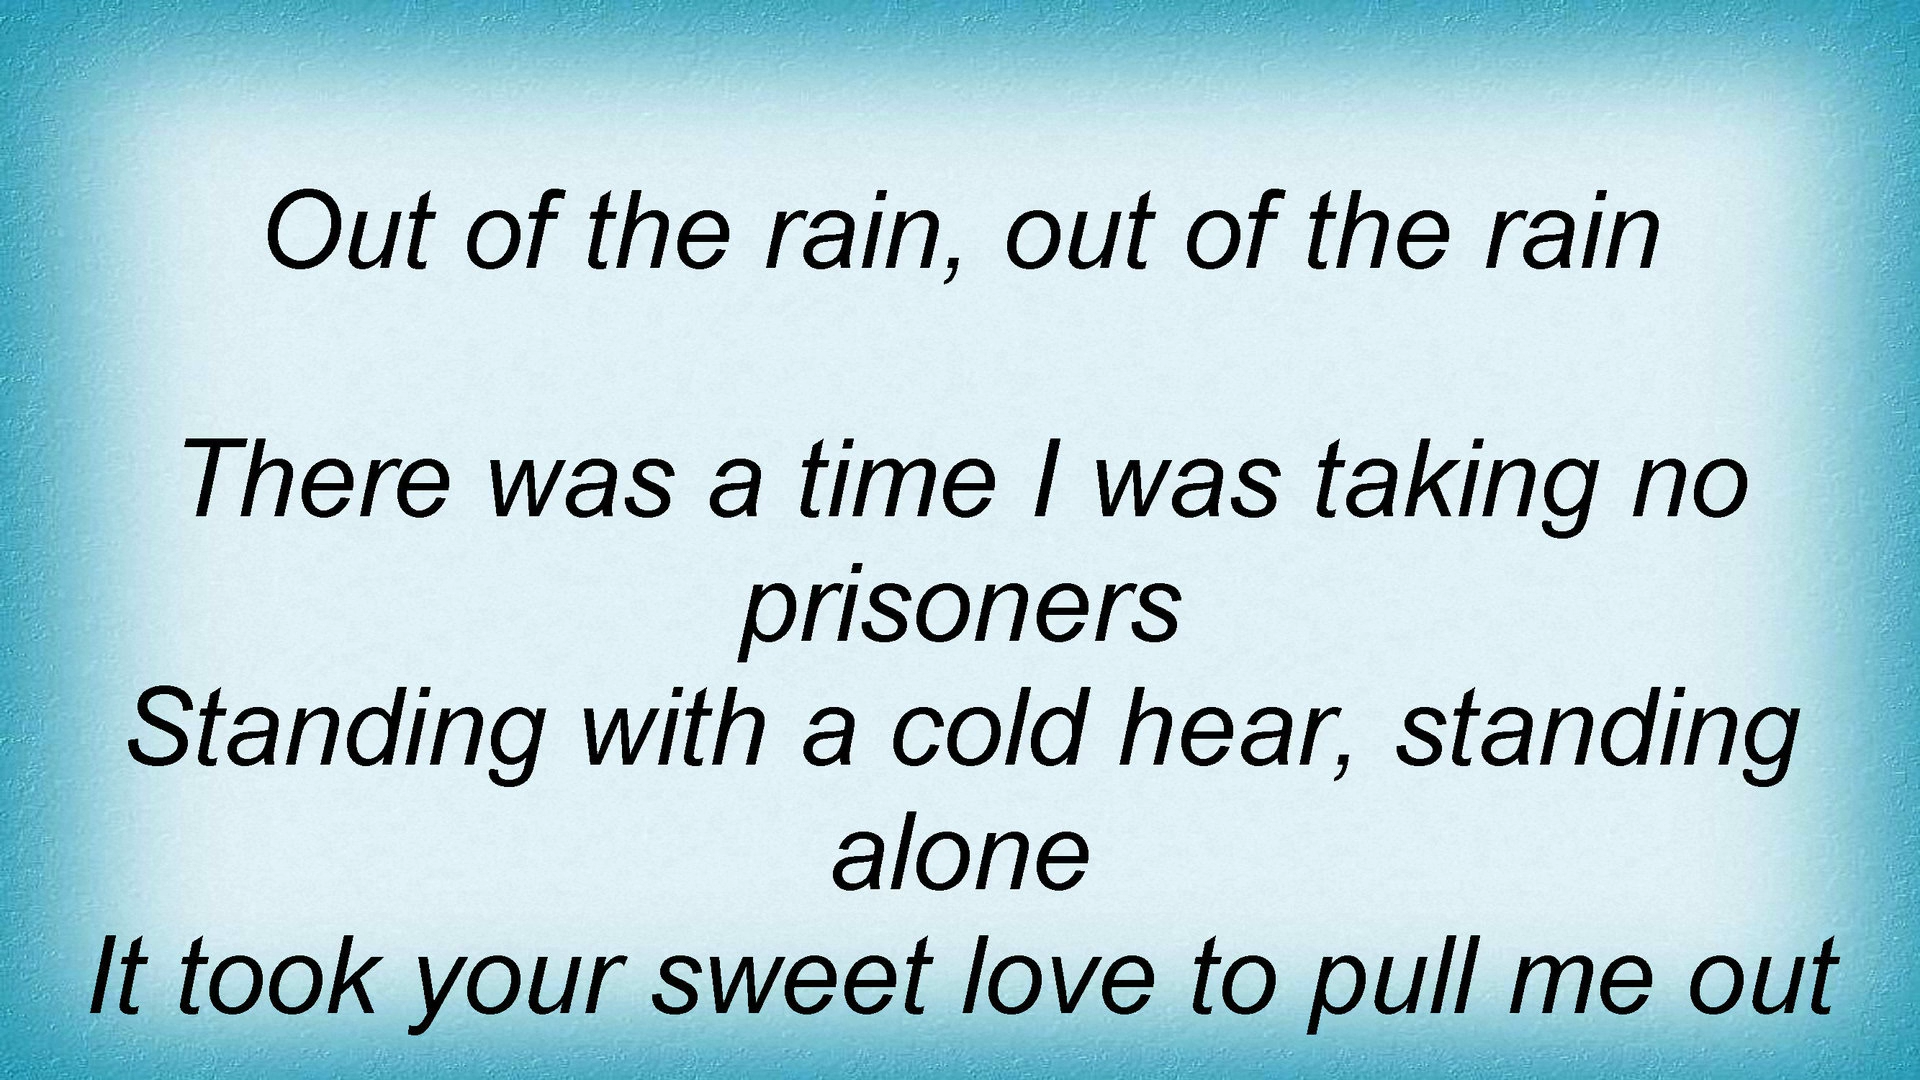 Out of the rain, out of the rain
There was a time I was taking no
prisoners
Standing with a cold hear, standing
alone
It took your sweet love to pull me out